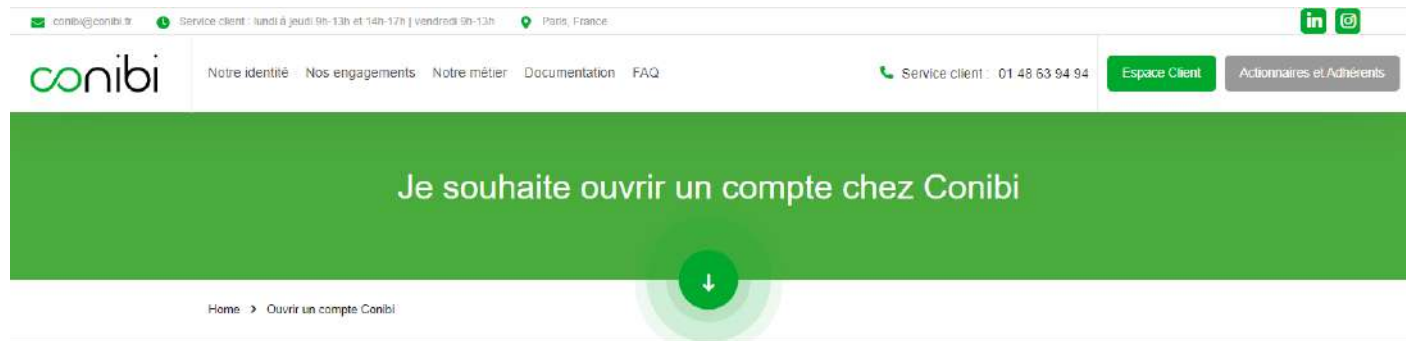 conibi@conibi.fr Service client : lundi à jeudi 9h-13h et 14h-17h | vendredi 9h-13h Paris, France
conibi Notre identité Nos engagements Notre métier Documentation FAQ Service client : 01 48 63 94 94 Espace Client Actionnaires et Adhérents
Je souhaite ouvrir un compte chez Conibi
Home > Ouvrir un compte Conibi